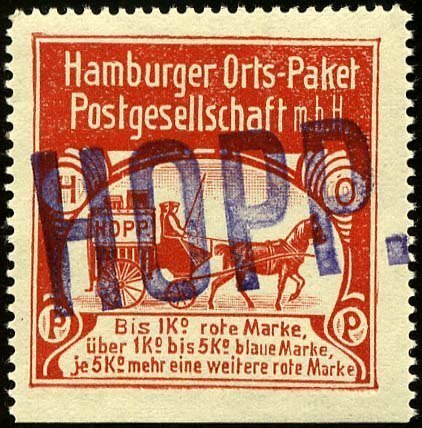 Hamburger Orts-Paket
Postgesellschaft m.b.H.
HOPP.
H O
HOPP
P P
Bis 1Ko rote Marke,
über 1Ko bis 5Ko blaue Marke,
je 5Ko mehr eine weitere rote Marke